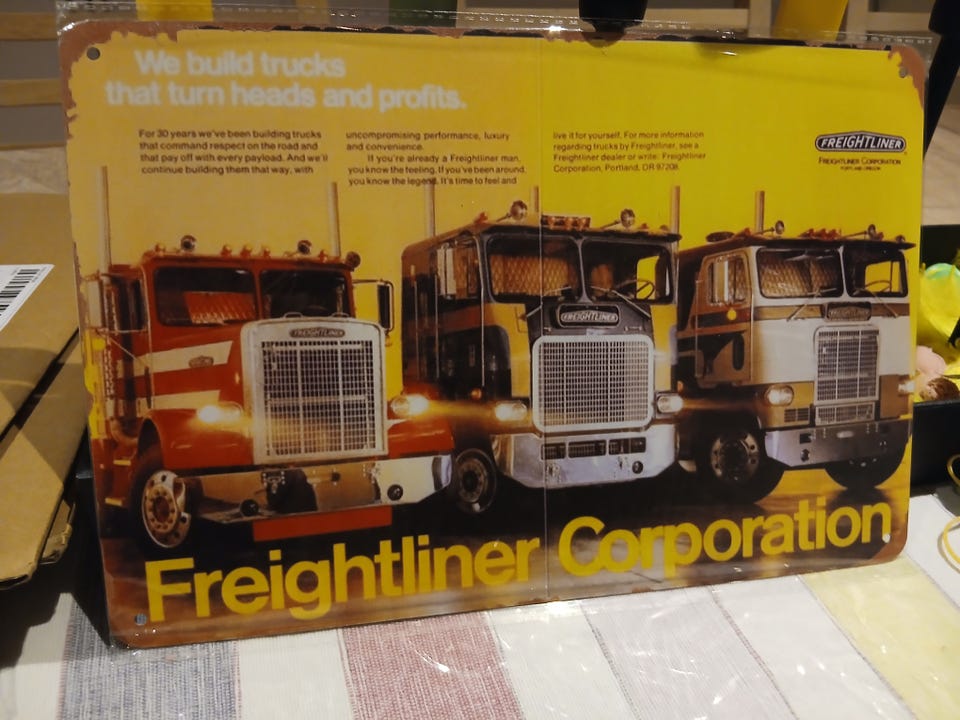 We build trucks
that turn heads and profits.
For 30 years we've been building trucks
that command respect on the road and
that pay off with every payload. And we'll
continue building them that way, with
uncompromising performance, luxury
and convenience.
If you're already a Freightliner man,
you know the feeling. If you've been around,
you know the legend. It's time to feel and
live it for yourself. For more information
regarding trucks by Freightliner, see a
Freightliner dealer or write: Freightliner
Corporation, Portland, OR 97208.
FREIGHTLINER
FREIGHTLINER CORPORATION
PORTLAND, OREGON
FREIGHTLINER
FREIGHTLINER
FREIGHTLINER
Freightliner Corporation